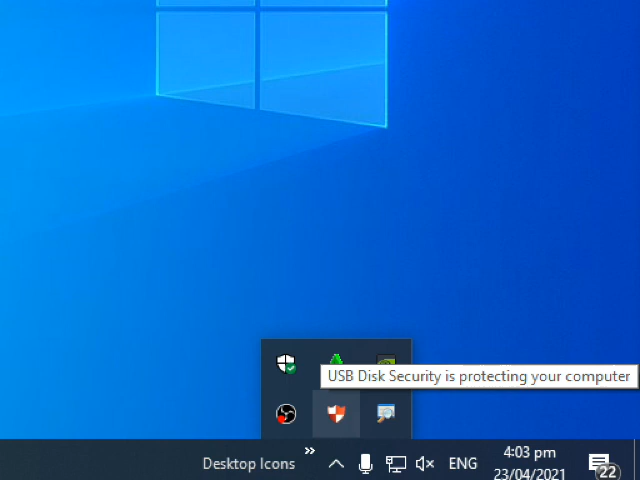 USB Disk Security is protecting your computer
Desktop Icons
ENG
4:03 pm
23/04/2021
22